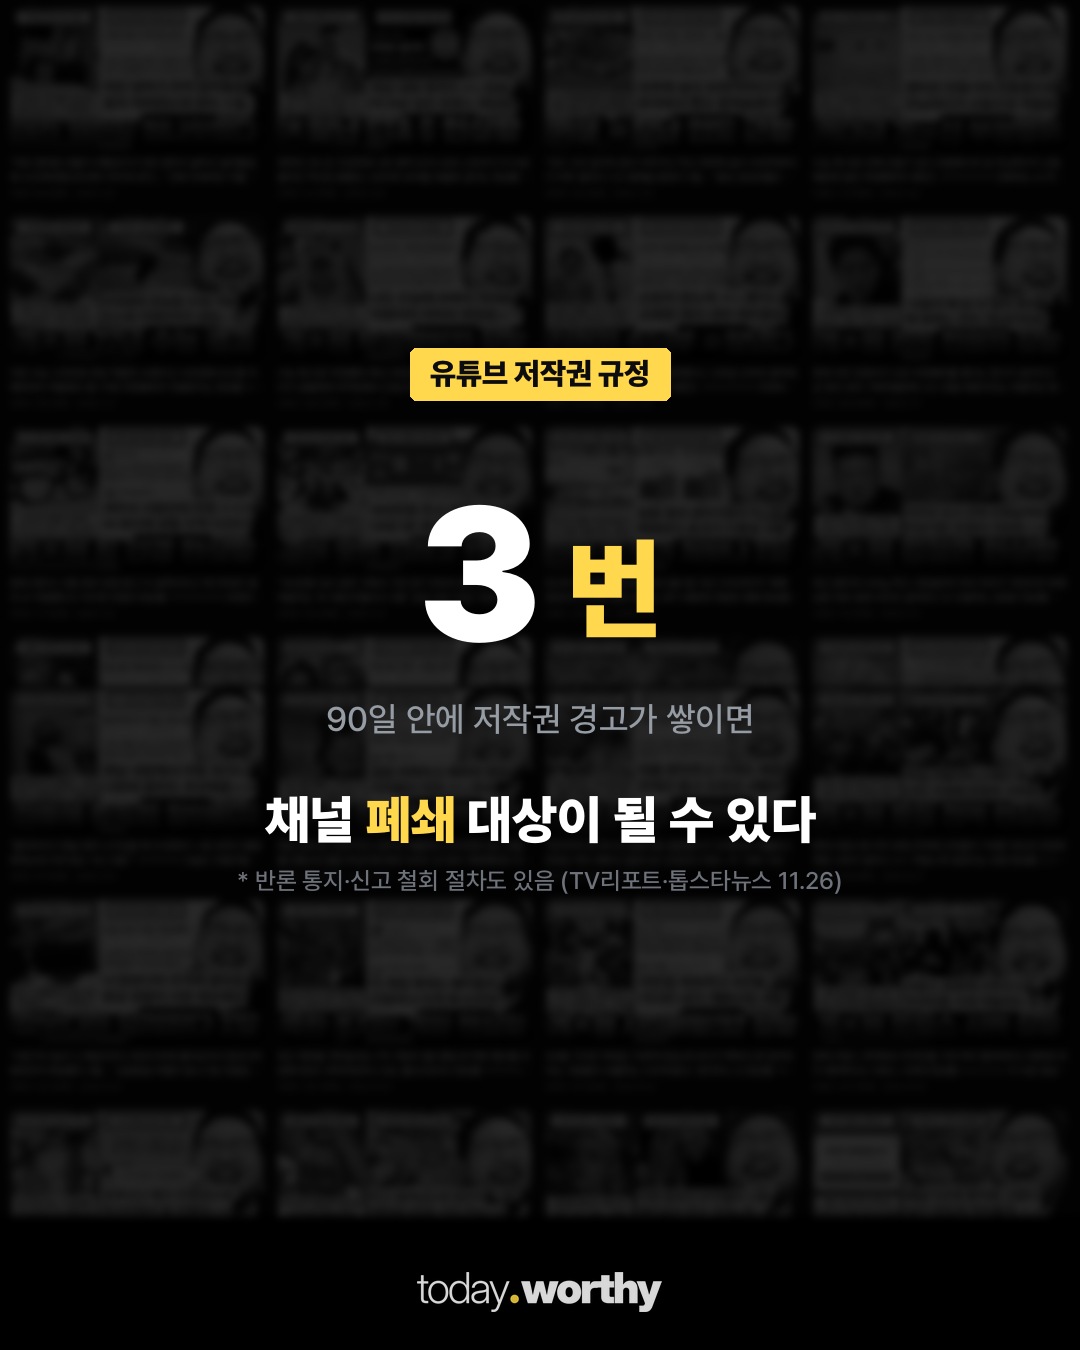 유튜브 저작권 규정
3 번
90일 안에 저작권 경고가 쌓이면
채널 폐쇄 대상이 될 수 있다
* 반론 통지·신고 철회 절차도 있음 (TV리포트·톱스타뉴스 11.26)
today.worthy